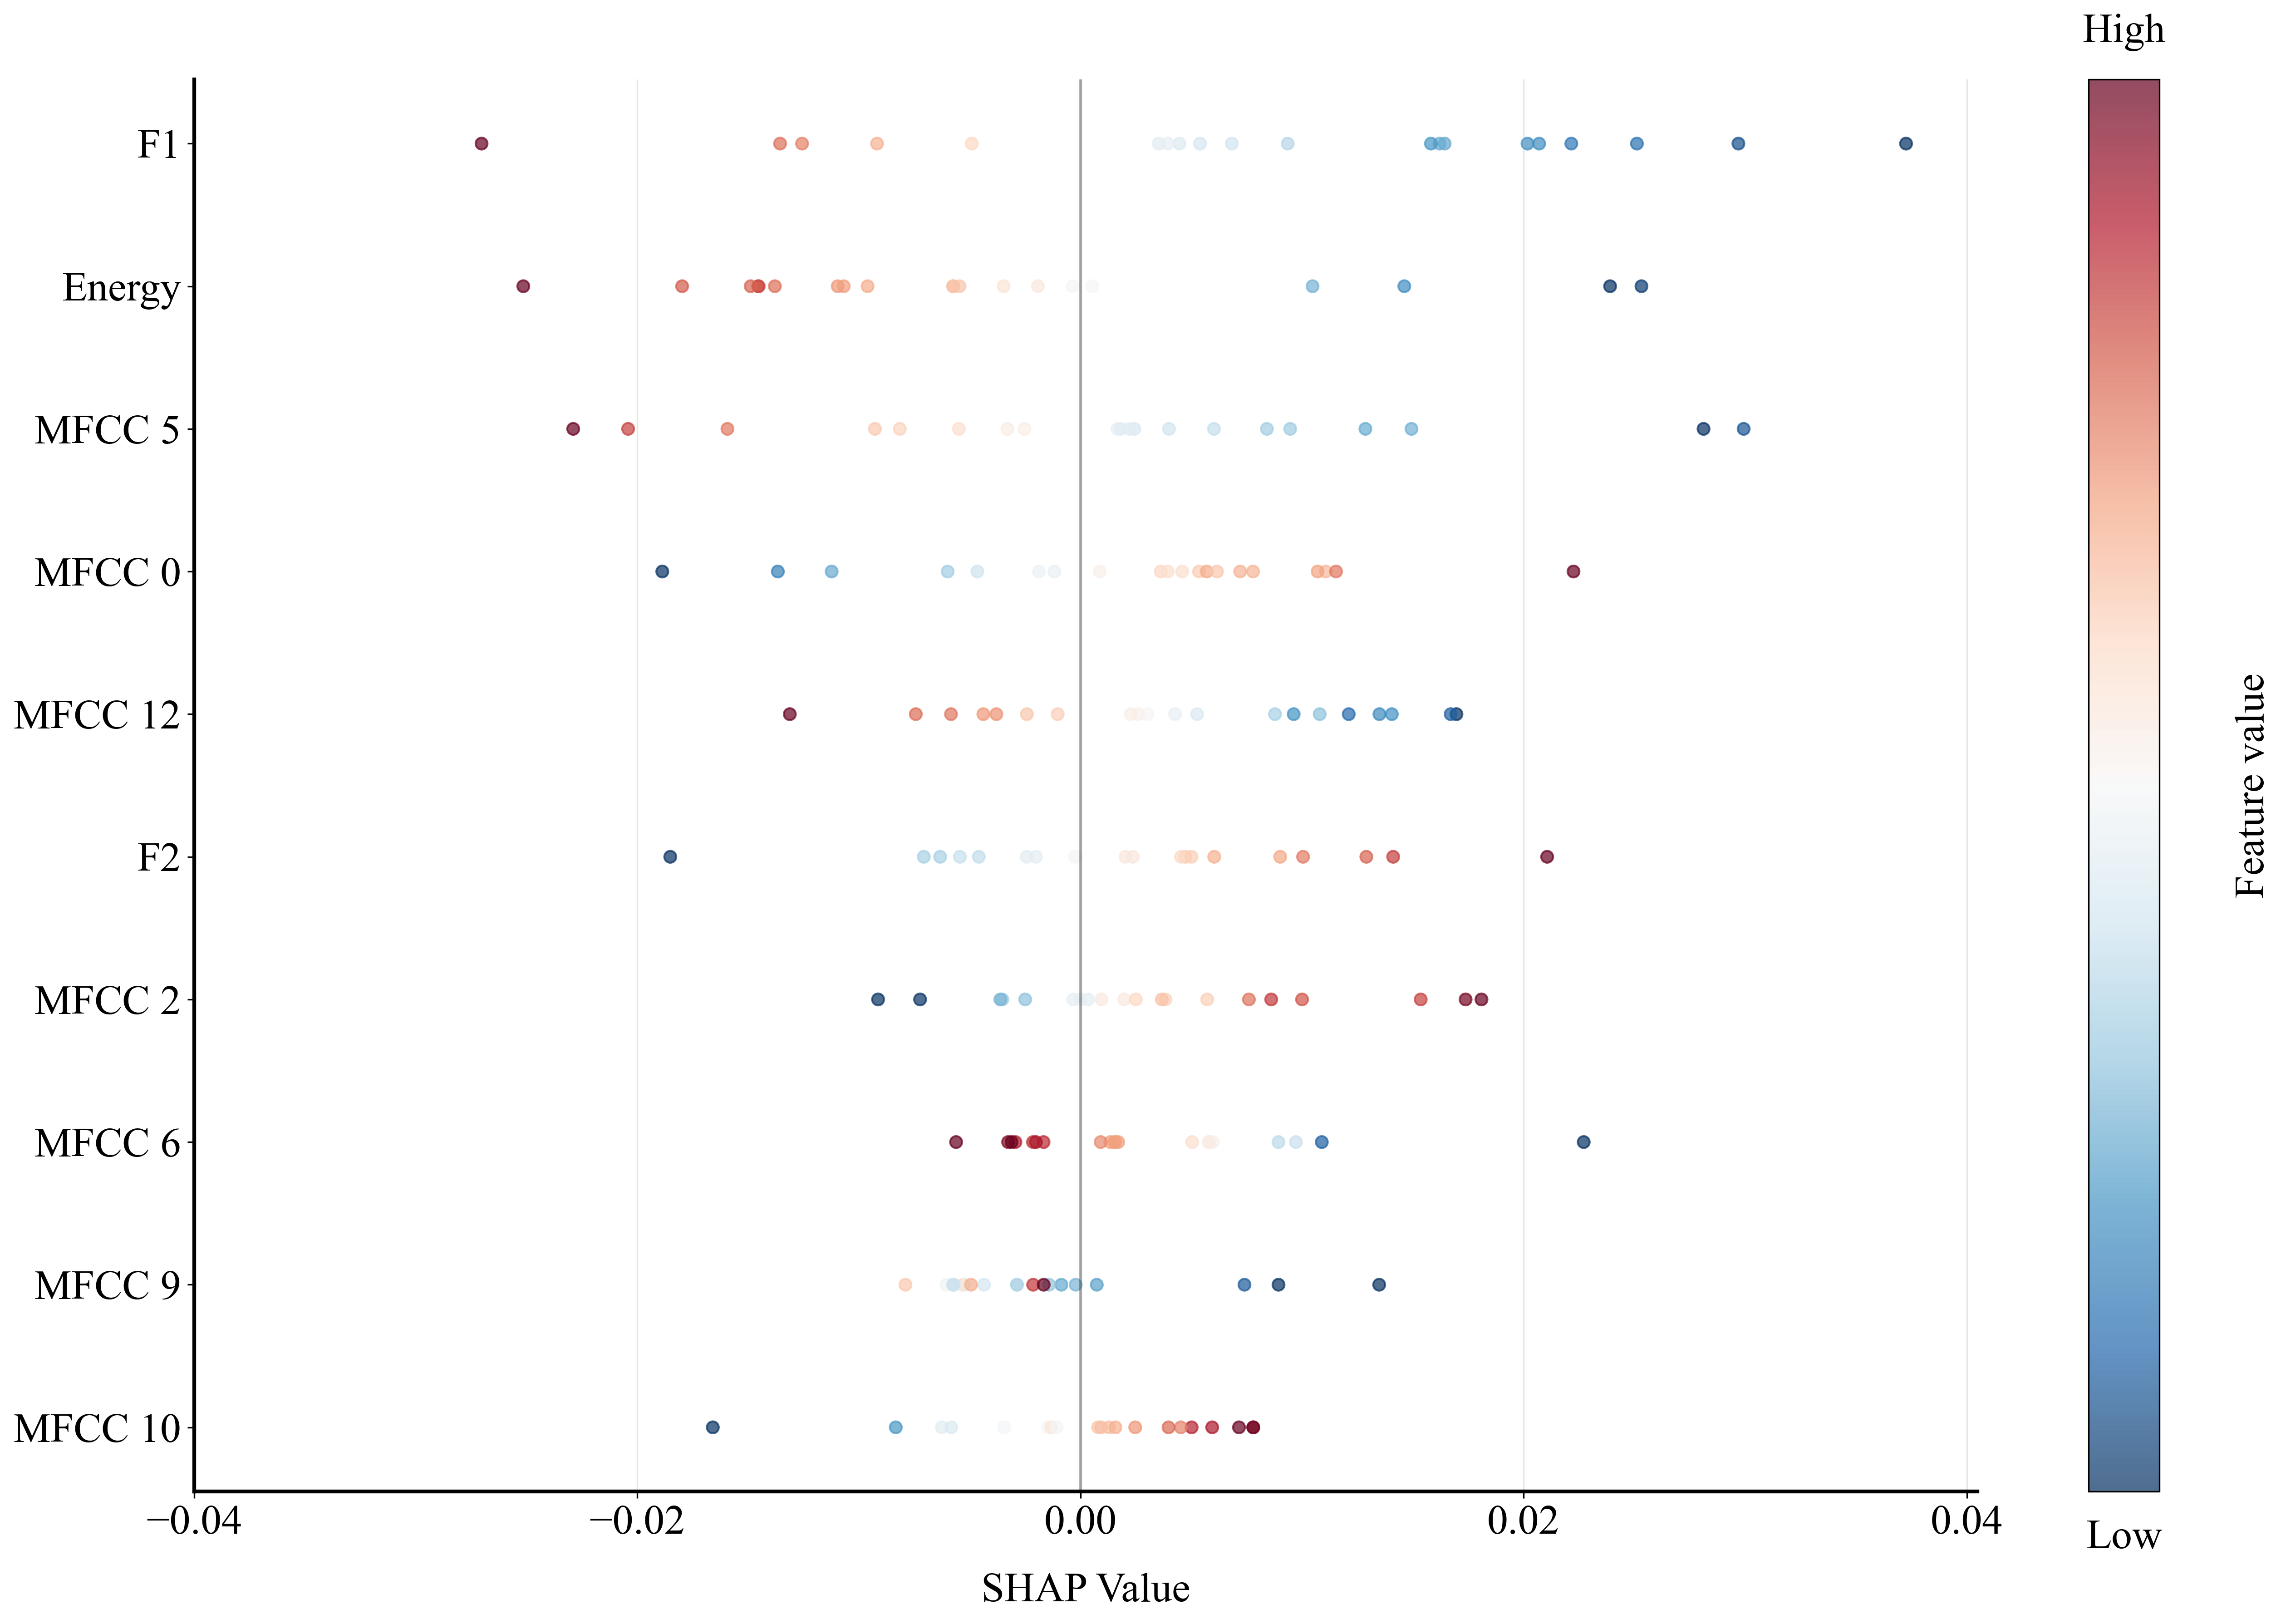 High
F1
Energy
MFCC 5
MFCC 0
MFCC 12
F2
MFCC 2
MFCC 6
MFCC 9
MFCC 10
−0.04
−0.02
0.00
0.02
0.04
SHAP Value
Feature value
Low